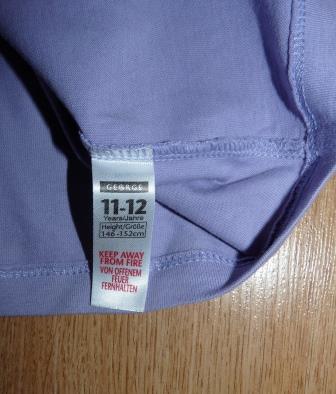 GEORGE
11-12
Years/Jahre
Height/Größe
146-152cm
KEEP AWAY
FROM FIRE
VON OFFENEM
FEUER
FERNHALTEN